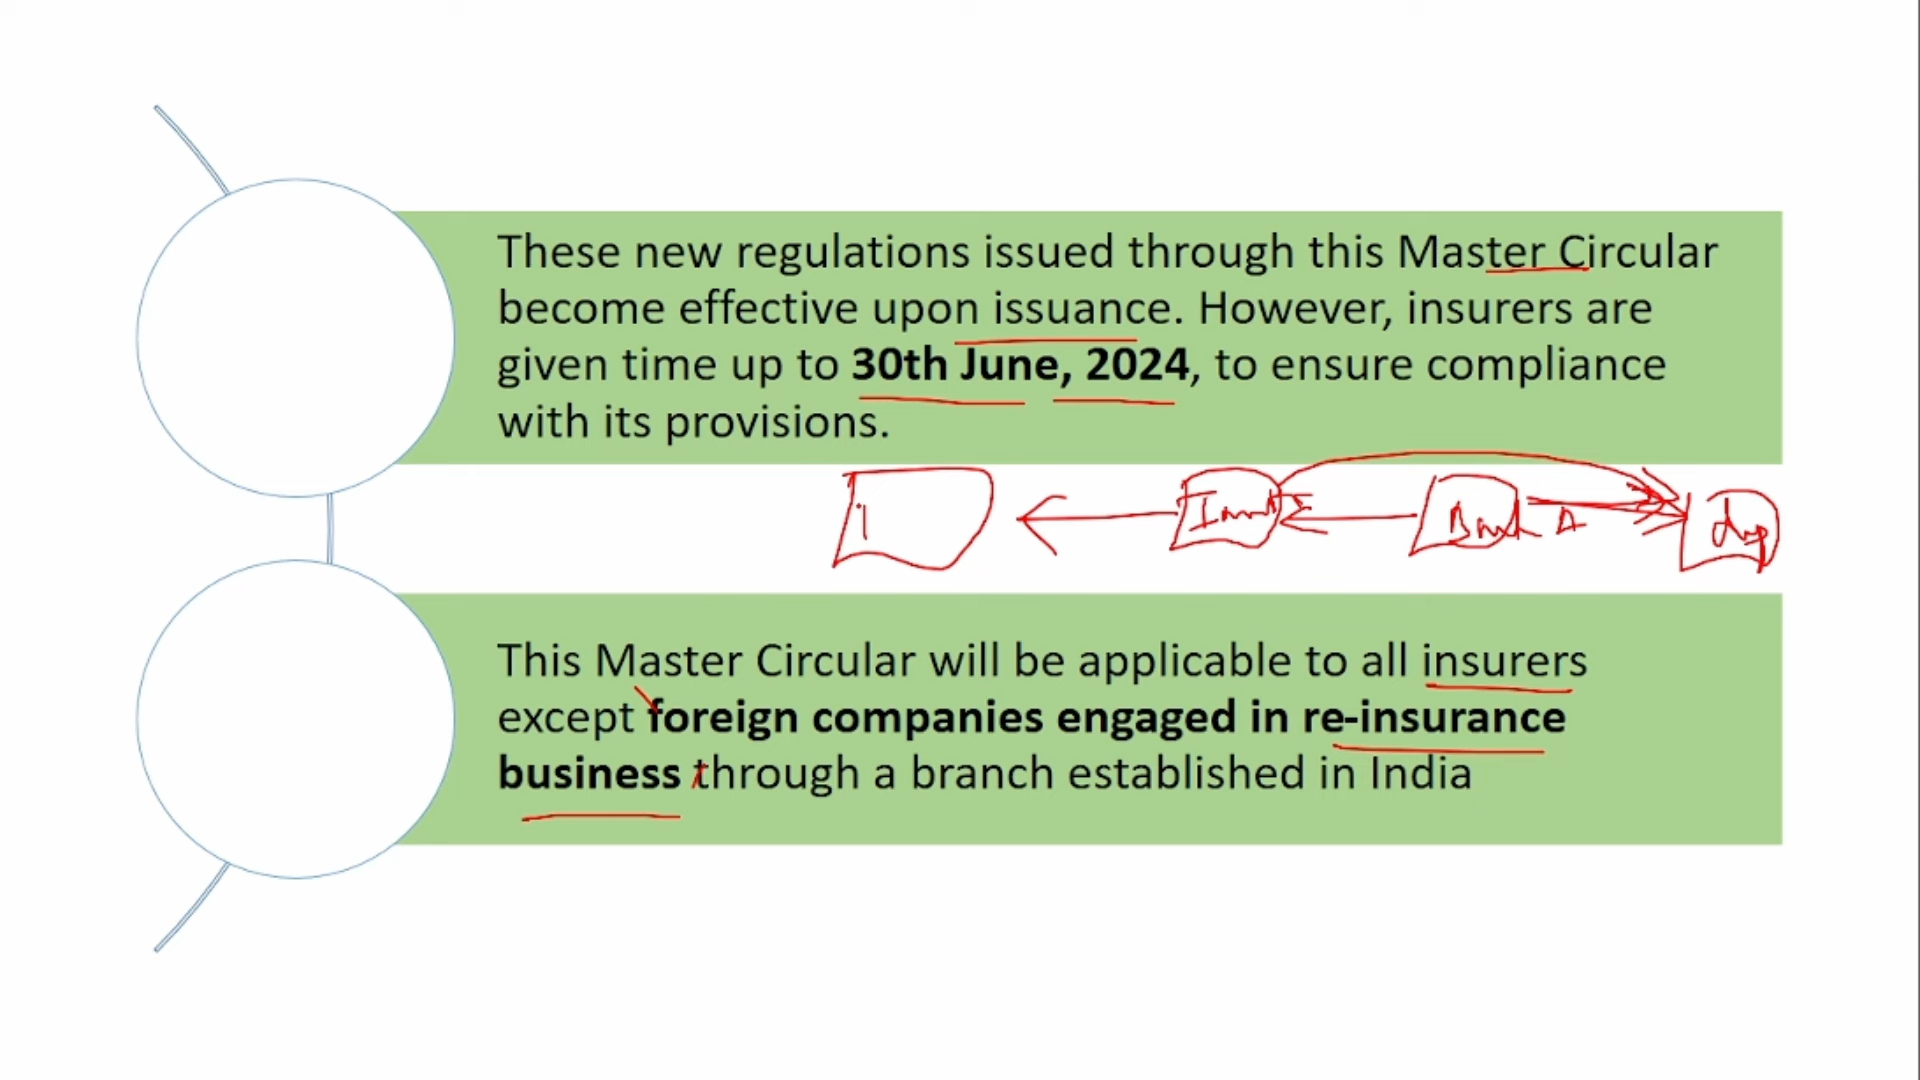 These new regulations issued through this Master Circular
become effective upon issuance. However, insurers are
given time up to 30th June, 2024, to ensure compliance
with its provisions.
Bank A
This Master Circular will be applicable to all insurers
except foreign companies engaged in re-insurance
business through a branch established in India